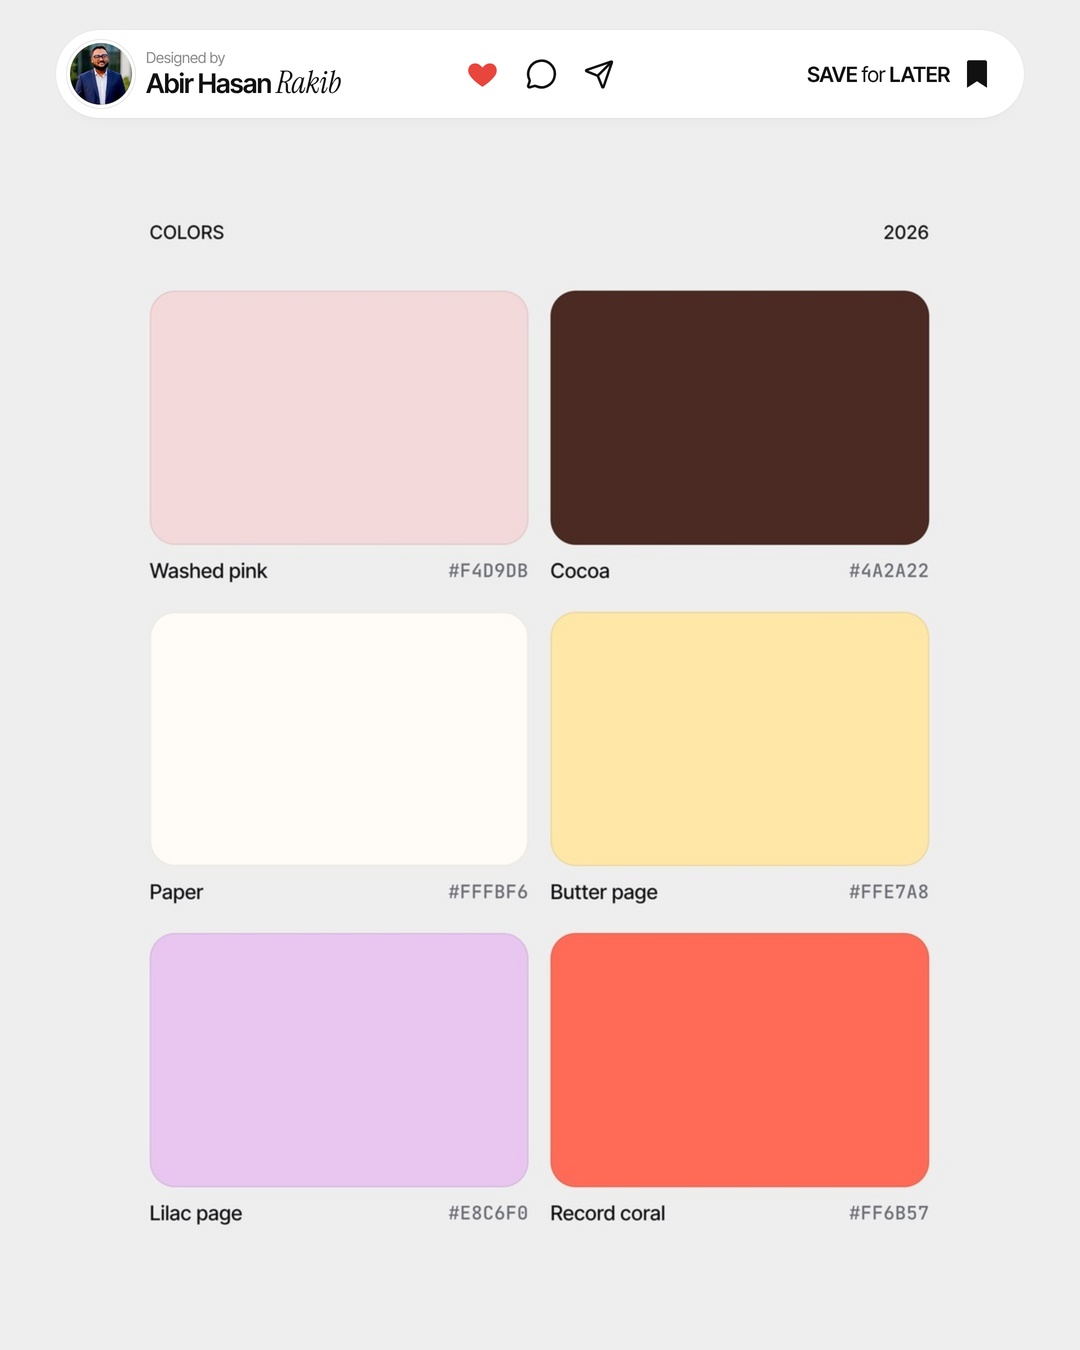 Designed by
Abir Hasan Rakib
SAVE for LATER
COLORS
2026
Washed pink
#F4D9DB
Cocoa
#4A2A22
Paper
#FFFBF6
Butter page
#FFE7A8
Lilac page
#E8C6F0
Record coral
#FF6B57